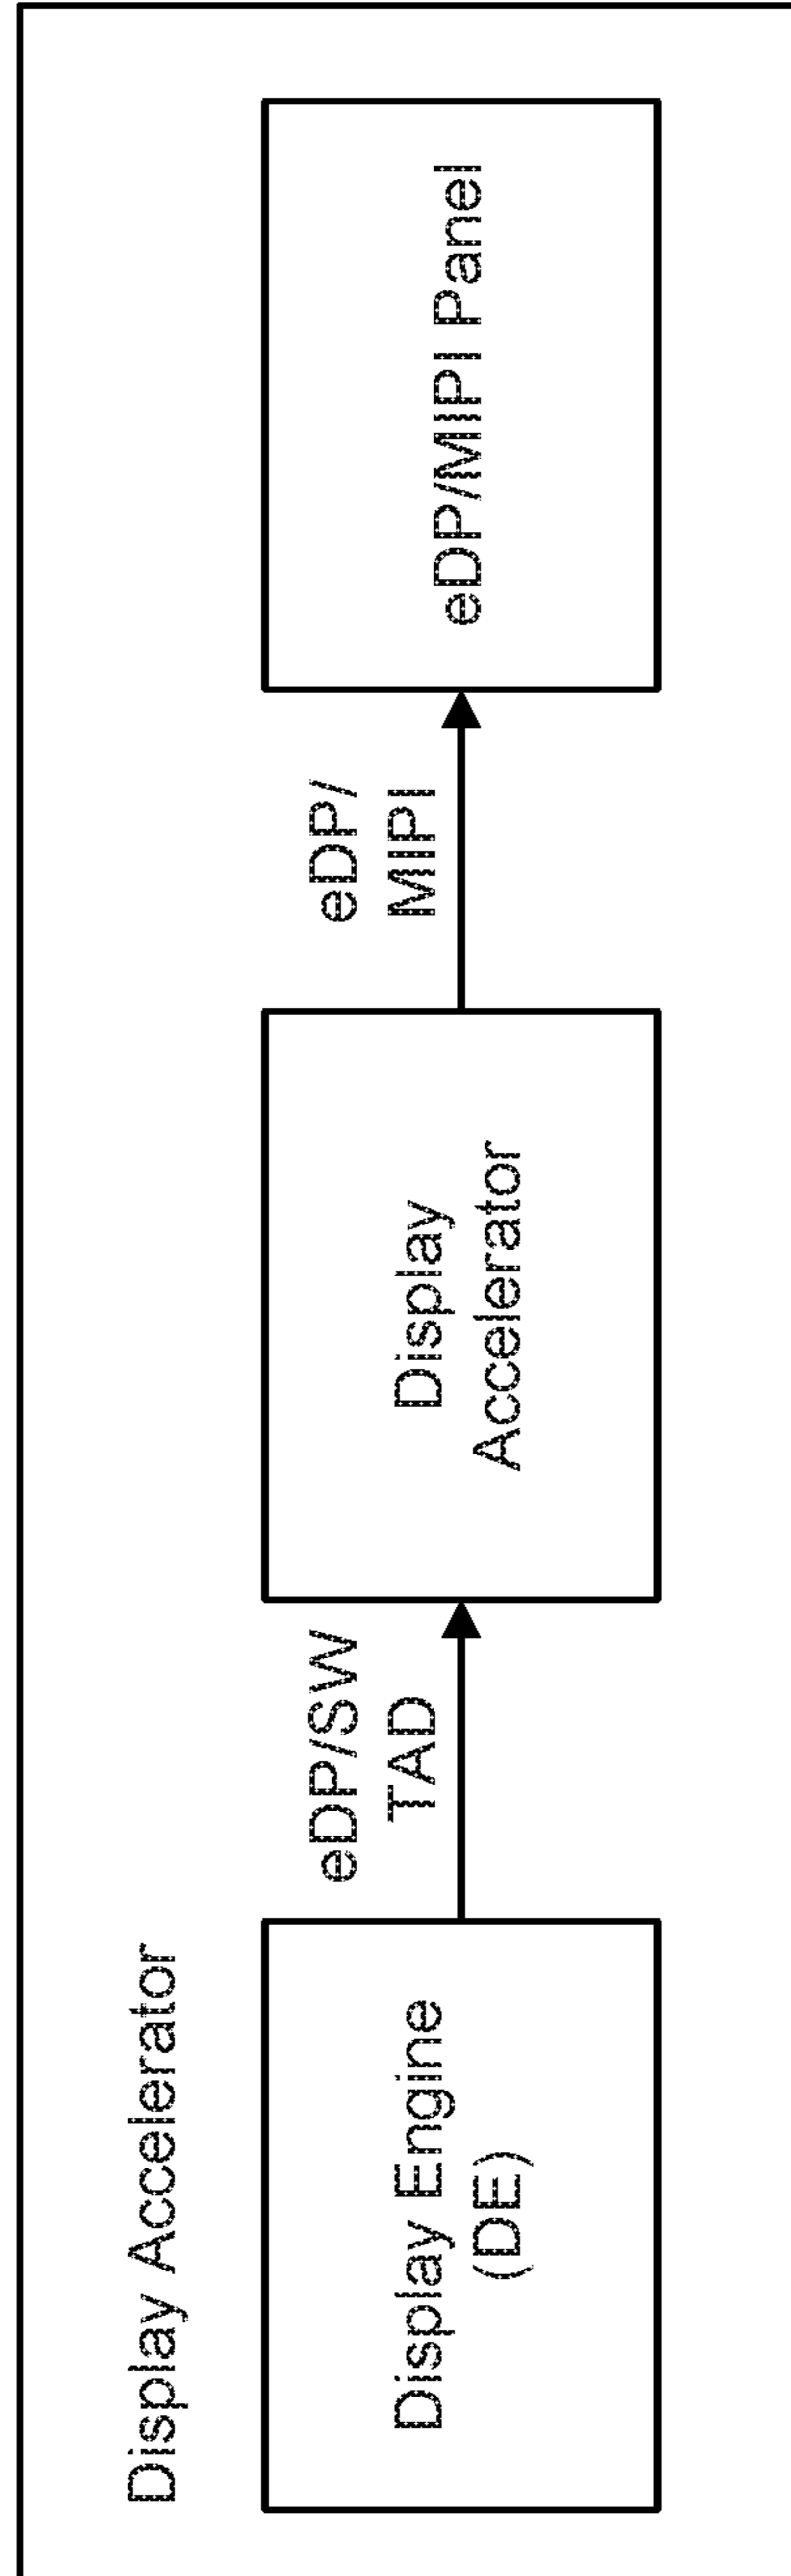 Display Accelerator
Display Engine
(DE)
eDP/SW
TAD
Display
Accelerator
eDP/
MIPI
eDP/MIPI Panel